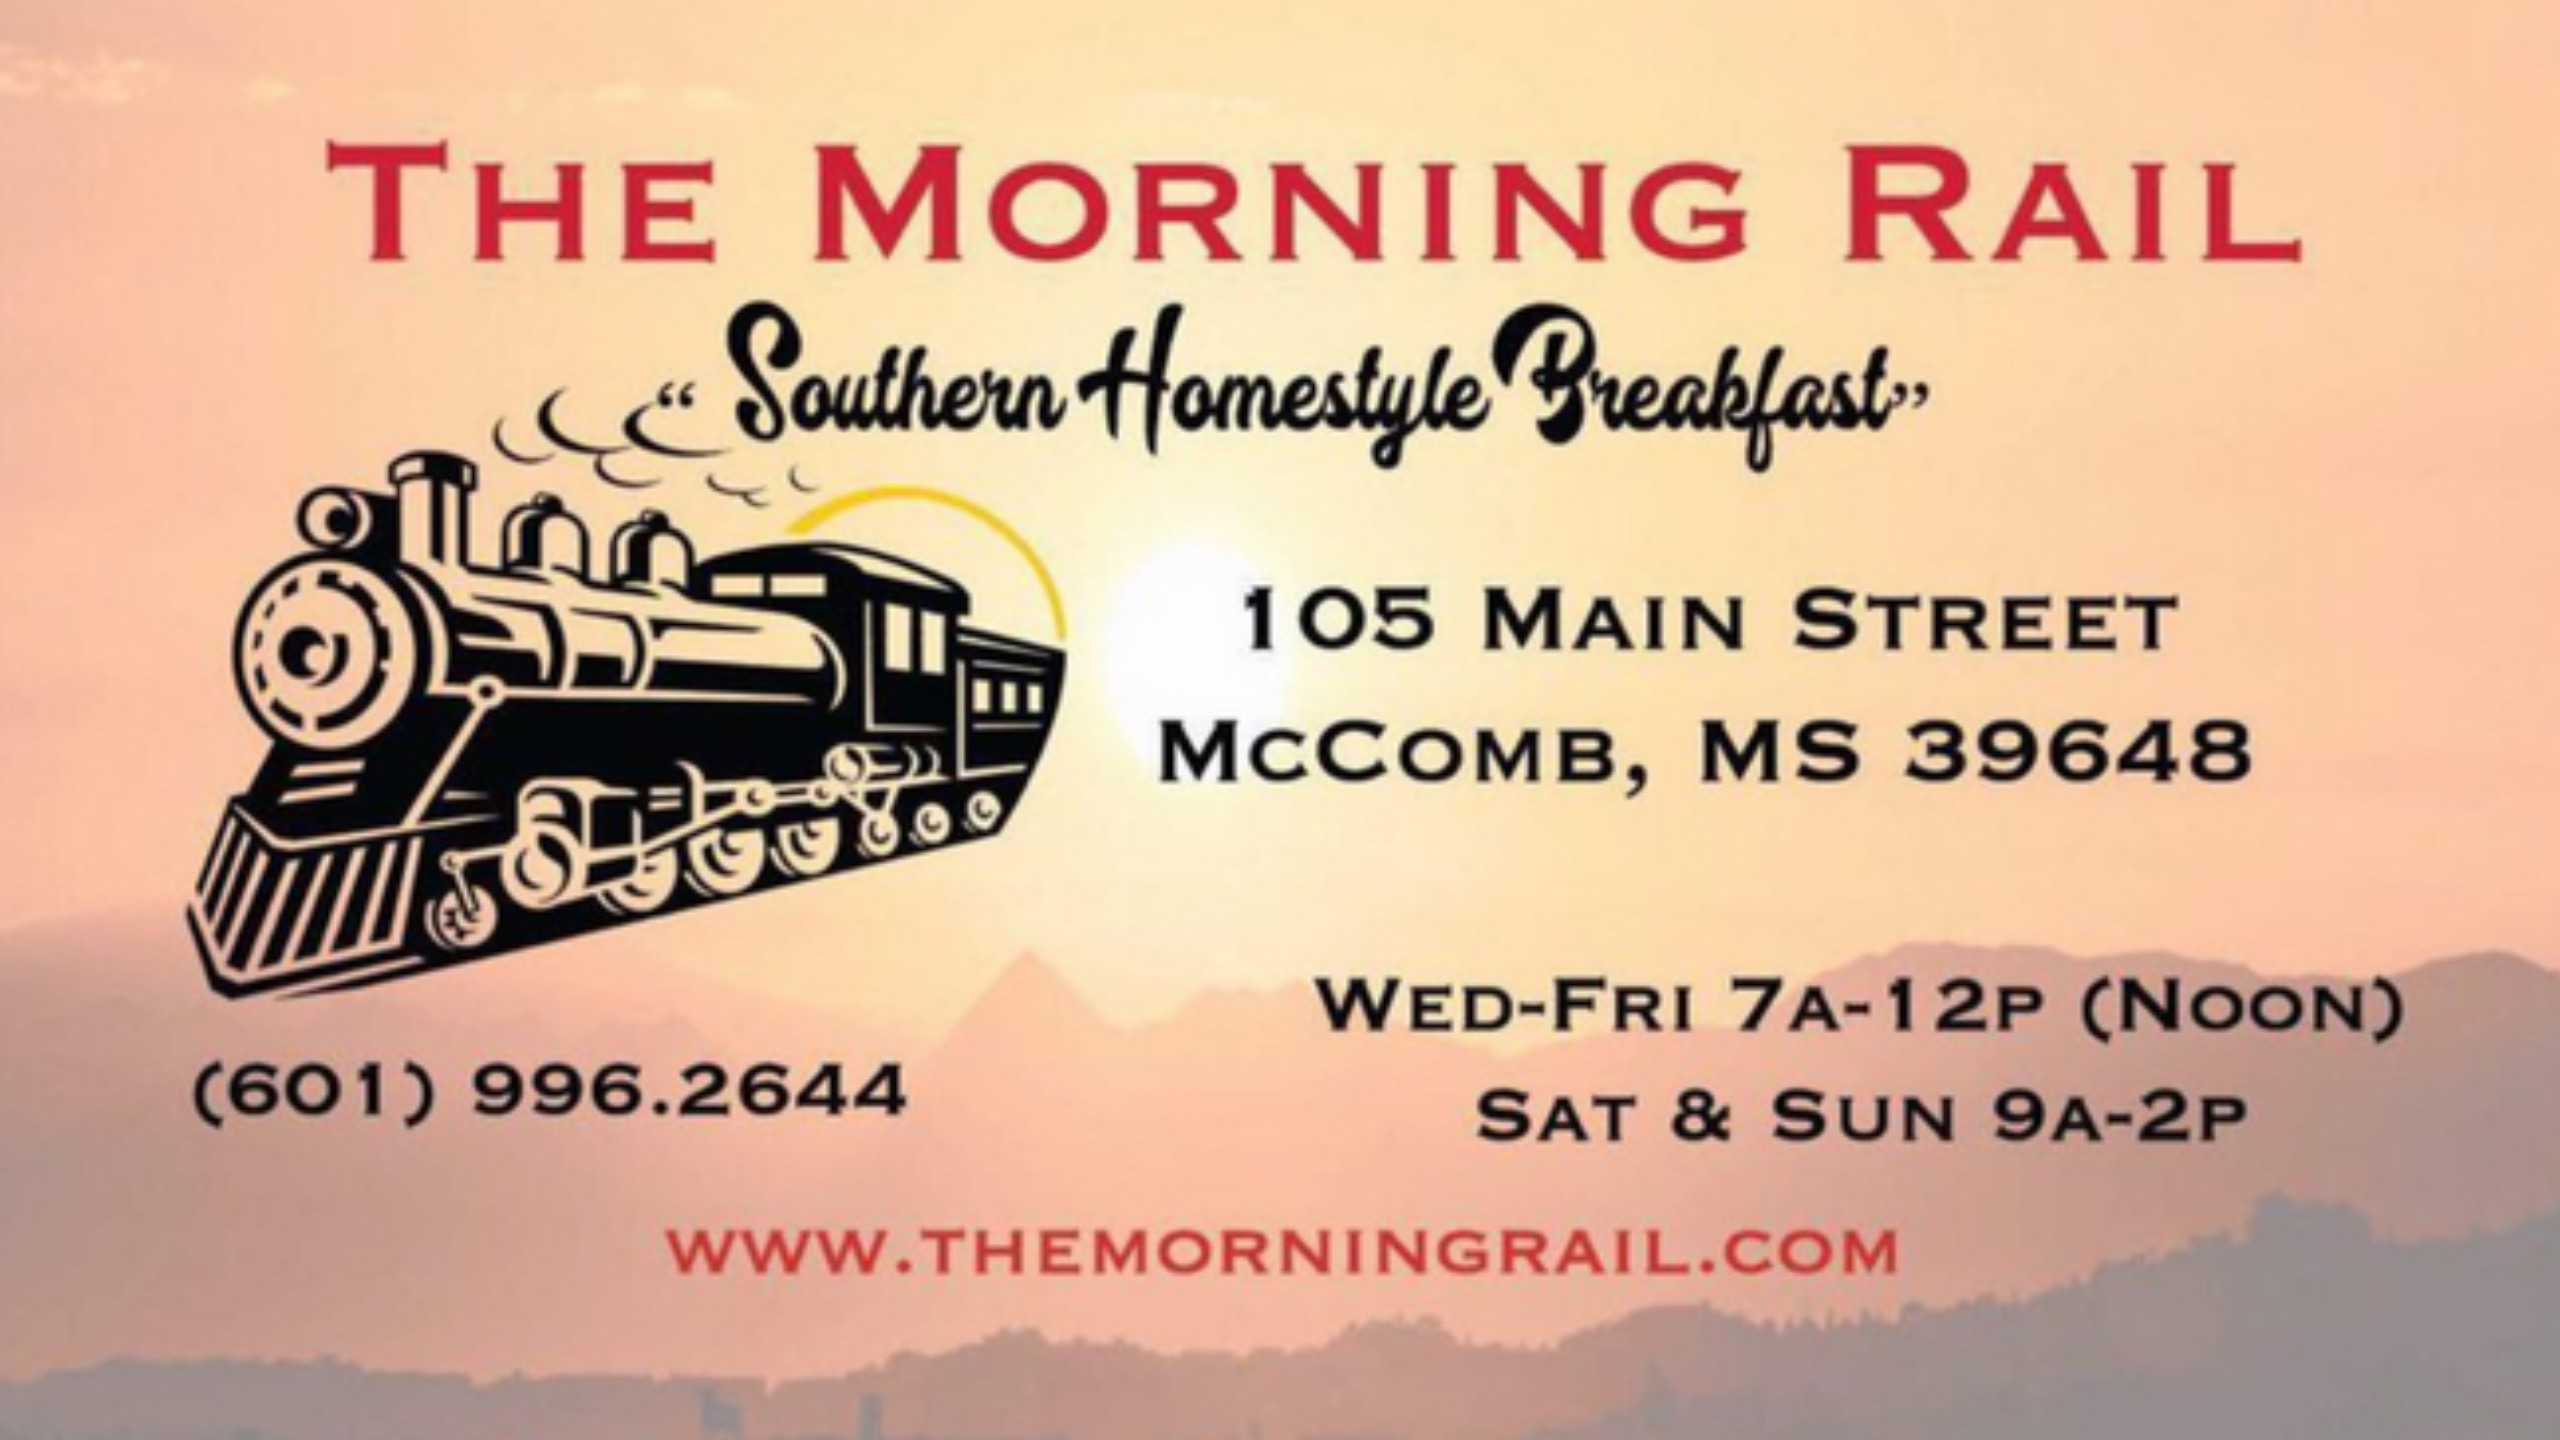 The Morning Rail
“Southern Homestyle Breakfast”
105 Main Street
McComb, MS 39648
Wed-Fri 7a-12p (Noon)
(601) 996.2644
Sat & Sun 9a-2p
www.themorningrail.com